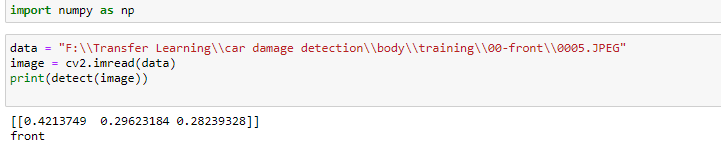 import numpy as np
data = "F:\\Transfer Learning\\car damage detection\\body\\training\\00-front\\0005.JPEG"
image = cv2.imread(data)
print(detect(image))
[[0.4213749  0.29623184 0.28239328]]
front